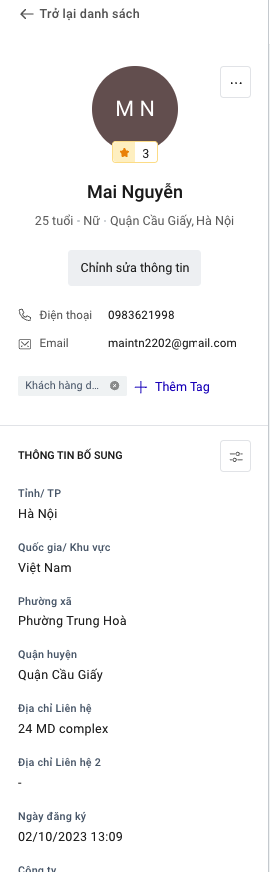 Trở lại danh sách
M N
3
Mai Nguyễn
25 tuổi · Nữ · Quận Cầu Giấy, Hà Nội
Chỉnh sửa thông tin
Điện thoại 0983621998
Email maintn2202@gmail.com
Khách hàng d...
Thêm Tag
THÔNG TIN BỔ SUNG
Tỉnh/ TP
Hà Nội
Quốc gia/ Khu vực
Việt Nam
Phường xã
Phường Trung Hoà
Quận huyện
Quận Cầu Giấy
Địa chỉ Liên hệ
24 MD complex
Địa chỉ Liên hệ 2
-
Ngày đăng ký
02/10/2023 13:09
Công ty